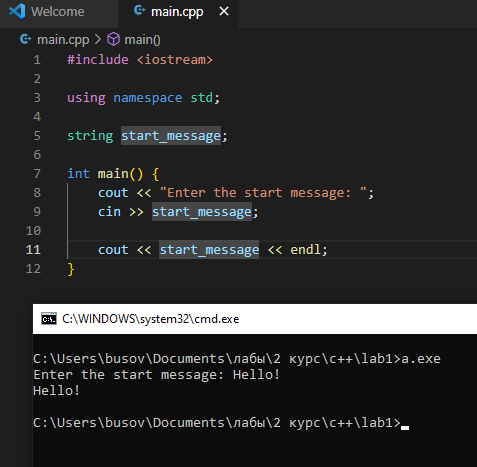 Welcome main.cpp ×
main.cpp > main()
1 #include <iostream>
2
3 using namespace std;
4
5 string start_message;
6
7 int main() {
8 cout << "Enter the start message: ";
9 cin >> start_message;
10
11 cout << start_message << endl;
12 }
C:\WINDOWS\system32\cmd.exe
C:\Users\busov\Documents\лабы\2 курс\c++\lab1>a.exe
Enter the start message: Hello!
Hello!
C:\Users\busov\Documents\лабы\2 курс\c++\lab1>